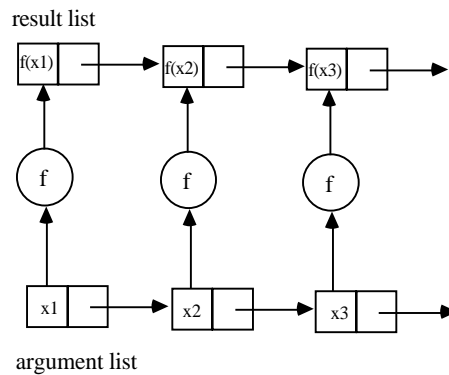 result list
f(x1) f(x2) f(x3)
f f f
x1 x2 x3
argument list